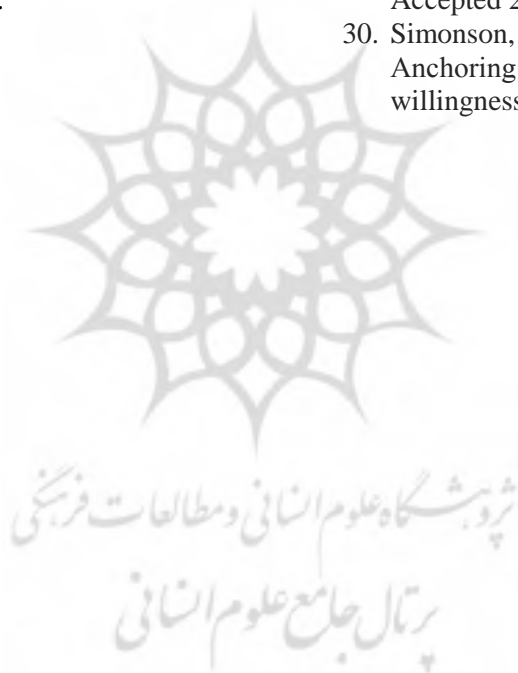 .
Accepted 2
30. Simonson,
Anchoring
willingness
پژوهشگاه علوم انسانی و مطالعات فرهنگی
پرتال جامع علوم انسانی